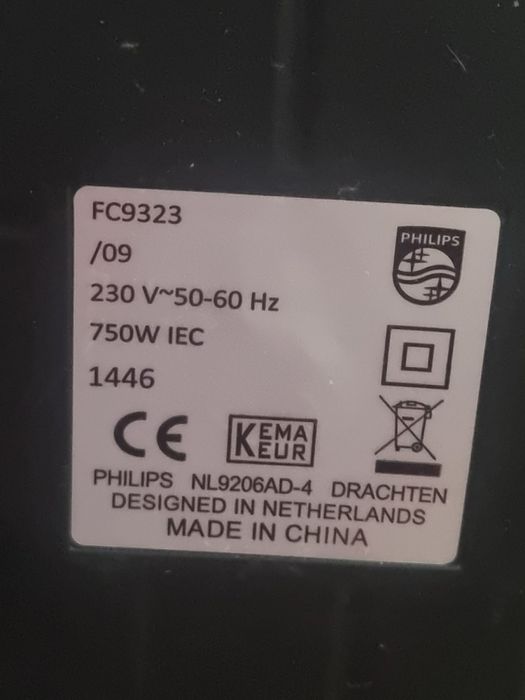 FC9323
/09
230 V~50-60 Hz
750W IEC
1446
PHILIPS
CE
KEMA
KEUR
PHILIPS NL9206AD-4 DRACHTEN
DESIGNED IN NETHERLANDS
MADE IN CHINA